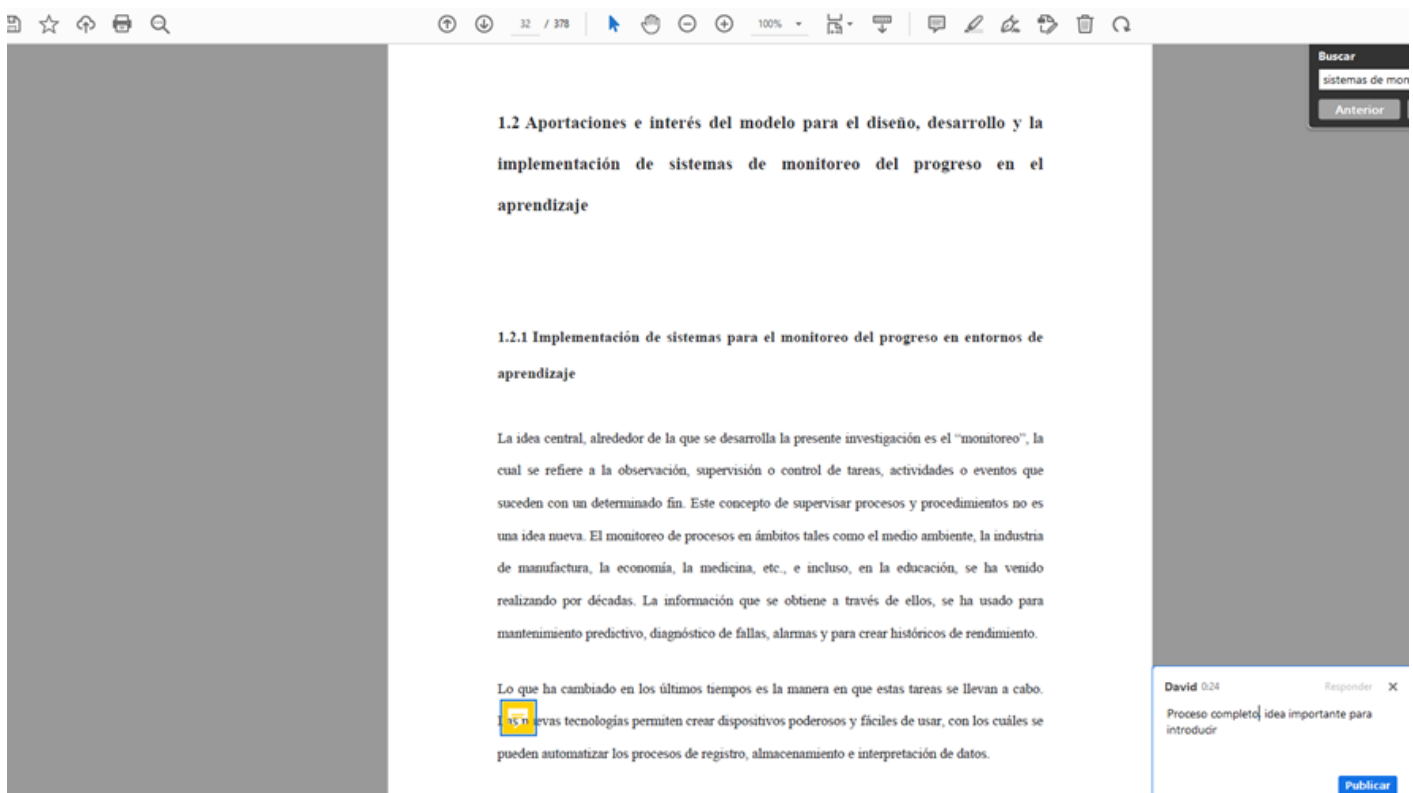 32 / 378
100%
Buscar
sistemas de mon
Anterior
1.2 Aportaciones e interés del modelo para el diseño, desarrollo y la
implementación de sistemas de monitoreo del progreso en el
aprendizaje
1.2.1 Implementación de sistemas para el monitoreo del progreso en entornos de
aprendizaje
La idea central, alrededor de la que se desarrolla la presente investigación es el “monitoreo”, la
cual se refiere a la observación, supervisión o control de tareas, actividades o eventos que
suceden con un determinado fin. Este concepto de supervisar procesos y procedimientos no es
una idea nueva. El monitoreo de procesos en ámbitos tales como el medio ambiente, la industria
de manufactura, la economía, la medicina, etc., e incluso, en la educación, se ha venido
realizando por décadas. La información que se obtiene a través de ellos, se ha usado para
mantenimiento predictivo, diagnóstico de fallas, alarmas y para crear históricos de rendimiento.
Lo que ha cambiado en los últimos tiempos es la manera en que estas tareas se llevan a cabo.
evas tecnologías permiten crear dispositivos poderosos y fáciles de usar, con los cuáles se
pueden automatizar los procesos de registro, almacenamiento e interpretación de datos.
David 0:24 Responder
Proceso completo, idea importante para
introducir
Publicar